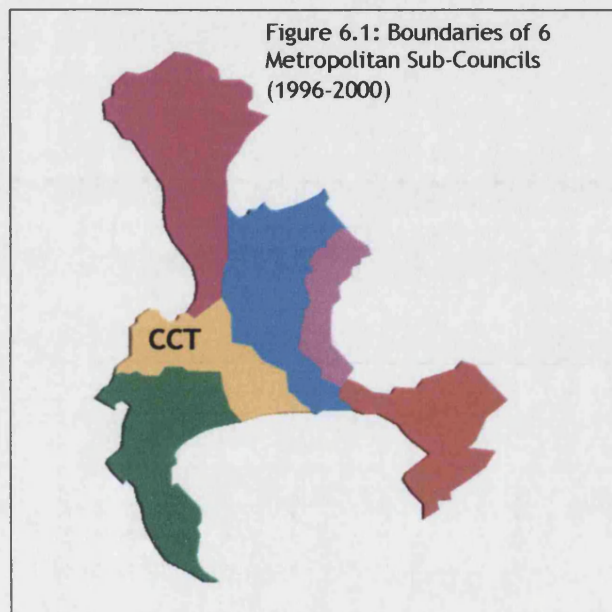 Figure 6.1: Boundaries of 6
Metropolitan Sub-Councils
(1996-2000)
CCT